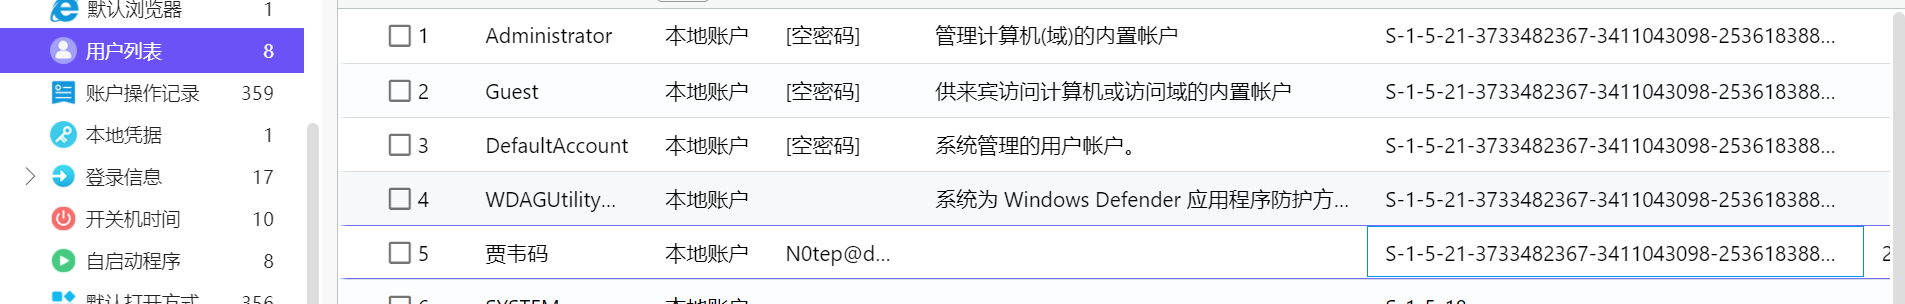 默认浏览器 1
用户列表 8
账户操作记录 359
本地凭据 1
登录信息 17
开关机时间 10
自启动程序 8
默认打开方式 356
1 Administrator 本地账户 [空密码] 管理计算机(域)的内置帐户 S-1-5-21-3733482367-3411043098-253618388...
2 Guest 本地账户 [空密码] 供来宾访问计算机或访问域的内置帐户 S-1-5-21-3733482367-3411043098-253618388...
3 DefaultAccount 本地账户 [空密码] 系统管理的用户帐户。 S-1-5-21-3733482367-3411043098-253618388...
4 WDAGUtility... 本地账户 系统为 Windows Defender 应用程序防护方... S-1-5-21-3733482367-3411043098-253618388...
5 贾韦码 本地账户 N0tep@d... S-1-5-21-3733482367-3411043098-253618388... 2
6 SYSTEM 本地账户 S-1-5-18